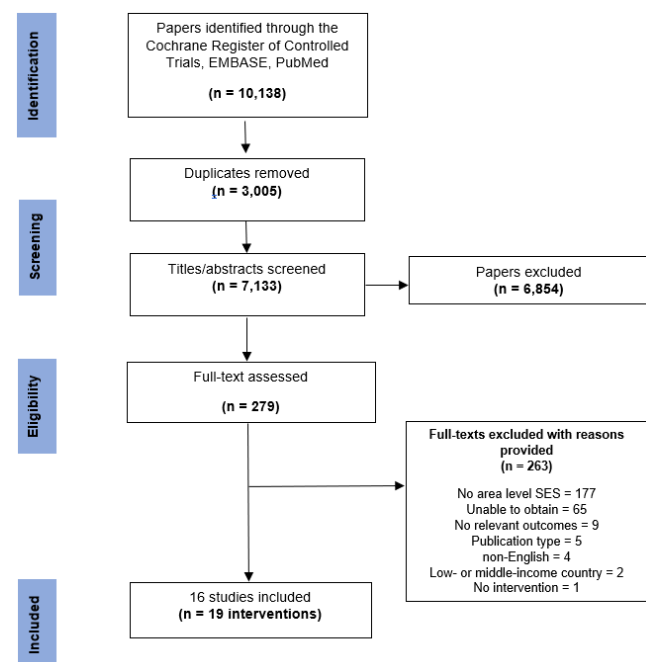 Identification
Papers identified through the
Cochrane Register of Controlled
Trials, EMBASE, PubMed
(n = 10,138)
Duplicates removed
(n = 3,005)
Screening
Titles/abstracts screened
(n = 7,133)
Papers excluded
(n = 6,854)
Eligibility
Full-text assessed
(n = 279)
Full-texts excluded with reasons
provided
(n = 263)
No area level SES = 177
Unable to obtain = 65
No relevant outcomes = 9
Publication type = 5
non-English = 4
Low- or middle-income country = 2
No intervention = 1
Included
16 studies included
(n = 19 interventions)